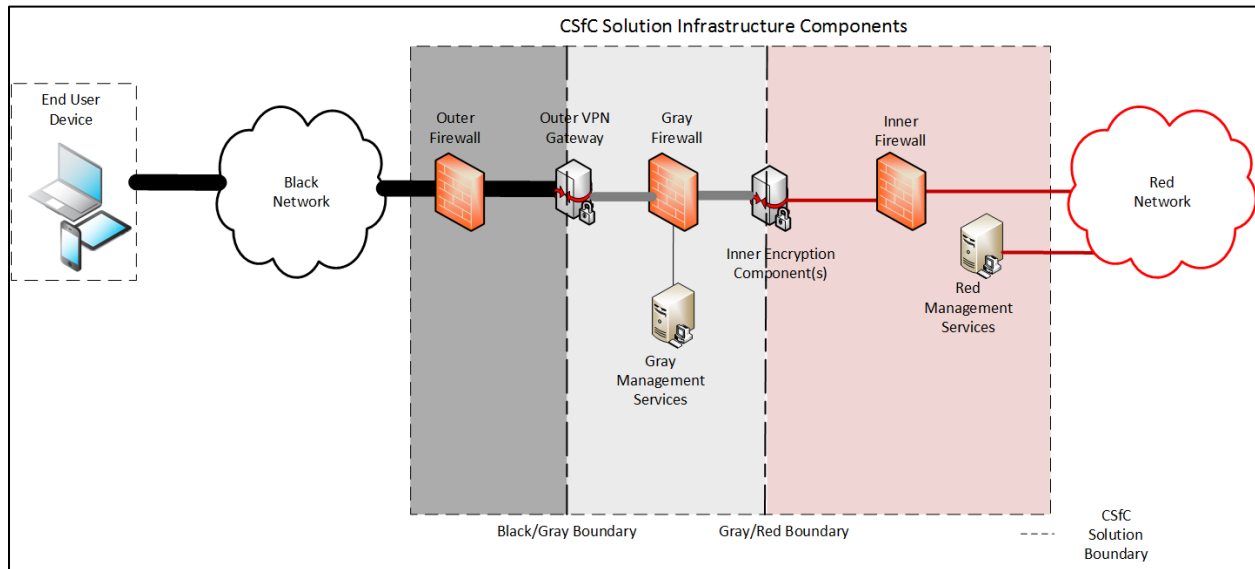 CSfC Solution Infrastructure Components
End User
Device
Black
Network
Outer
Firewall
Outer VPN
Gateway
Gray
Firewall
Inner
Firewall
Red
Network
Inner Encryption
Component(s)
Red
Management
Services
Gray
Management
Services
Black/Gray Boundary
Gray/Red Boundary
CSfC
Solution
Boundary